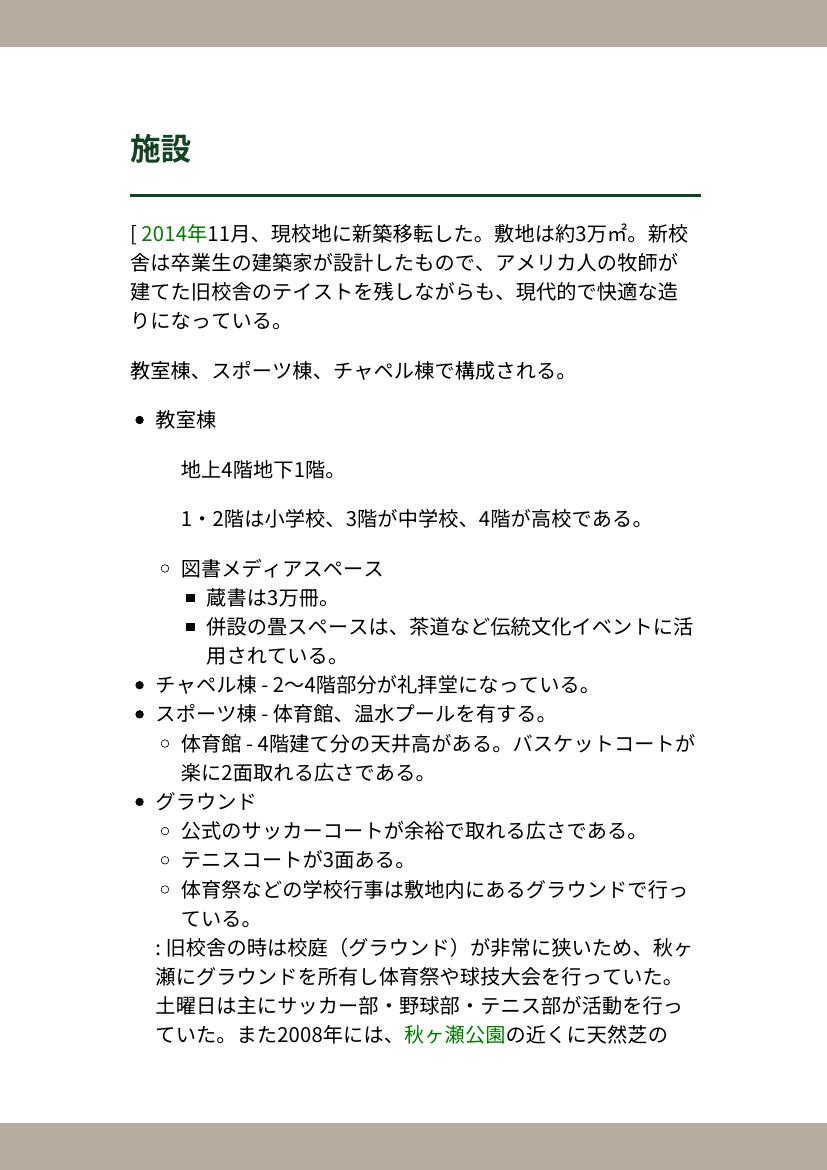 施設
[ 2014年11月、現校地に新築移転した。敷地は約3万㎡。新校
舎は卒業生の建築家が設計したもので、アメリカ人の牧師が
建てた旧校舎のテイストを残しながらも、現代的で快適な造
りになっている。
教室棟、スポーツ棟、チャペル棟で構成される。
• 教室棟
地上4階地下1階。
1・2階は小学校、3階が中学校、4階が高校である。
○ 図書メディアスペース
■ 蔵書は3万冊。
■ 併設の畳スペースは、茶道など伝統文化イベントに活
用されている。
• チャペル棟 - 2〜4階部分が礼拝堂になっている。
• スポーツ棟 - 体育館、温水プールを有する。
○ 体育館 - 4階建て分の天井高がある。バスケットコートが
楽に2面取れる広さである。
• グラウンド
○ 公式のサッカーコートが余裕で取れる広さである。
○ テニスコートが3面ある。
○ 体育祭などの学校行事は敷地内にあるグラウンドで行っ
ている。
: 旧校舎の時は校庭（グラウンド）が非常に狭いため、秋ヶ
瀬にグラウンドを所有し体育祭や球技大会を行っていた。
土曜日は主にサッカー部・野球部・テニス部が活動を行っ
ていた。また2008年には、秋ヶ瀬公園の近くに天然芝の